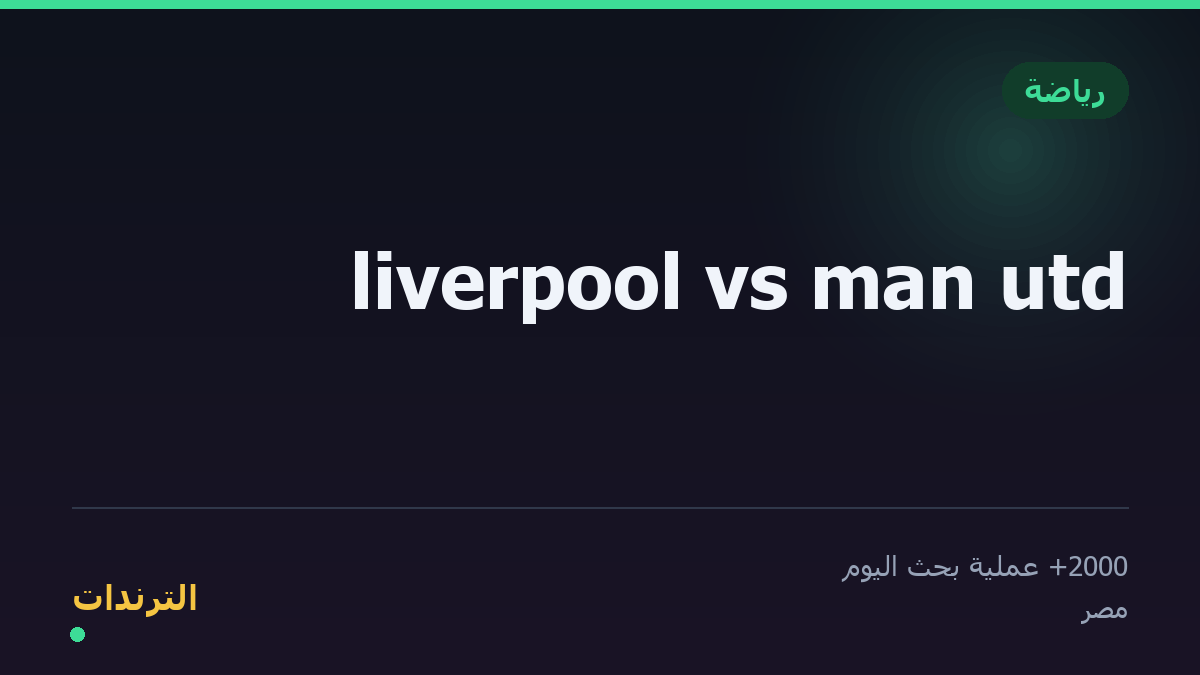 رياضة
liverpool vs man utd
2000+ عملية بحث اليوم
مصر
الترندات